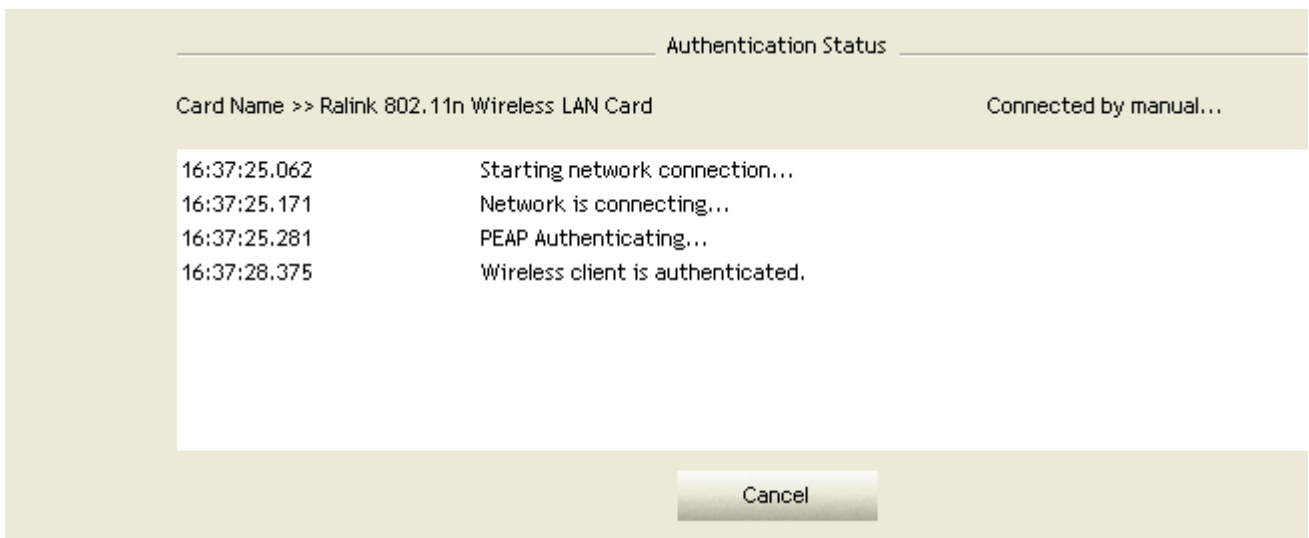 Authentication Status
Card Name >> Ralink 802.11n Wireless LAN Card Connected by manual...
16:37:25.062 Starting network connection...
16:37:25.171 Network is connecting...
16:37:25.281 PEAP Authenticating...
16:37:28.375 Wireless client is authenticated.
Cancel